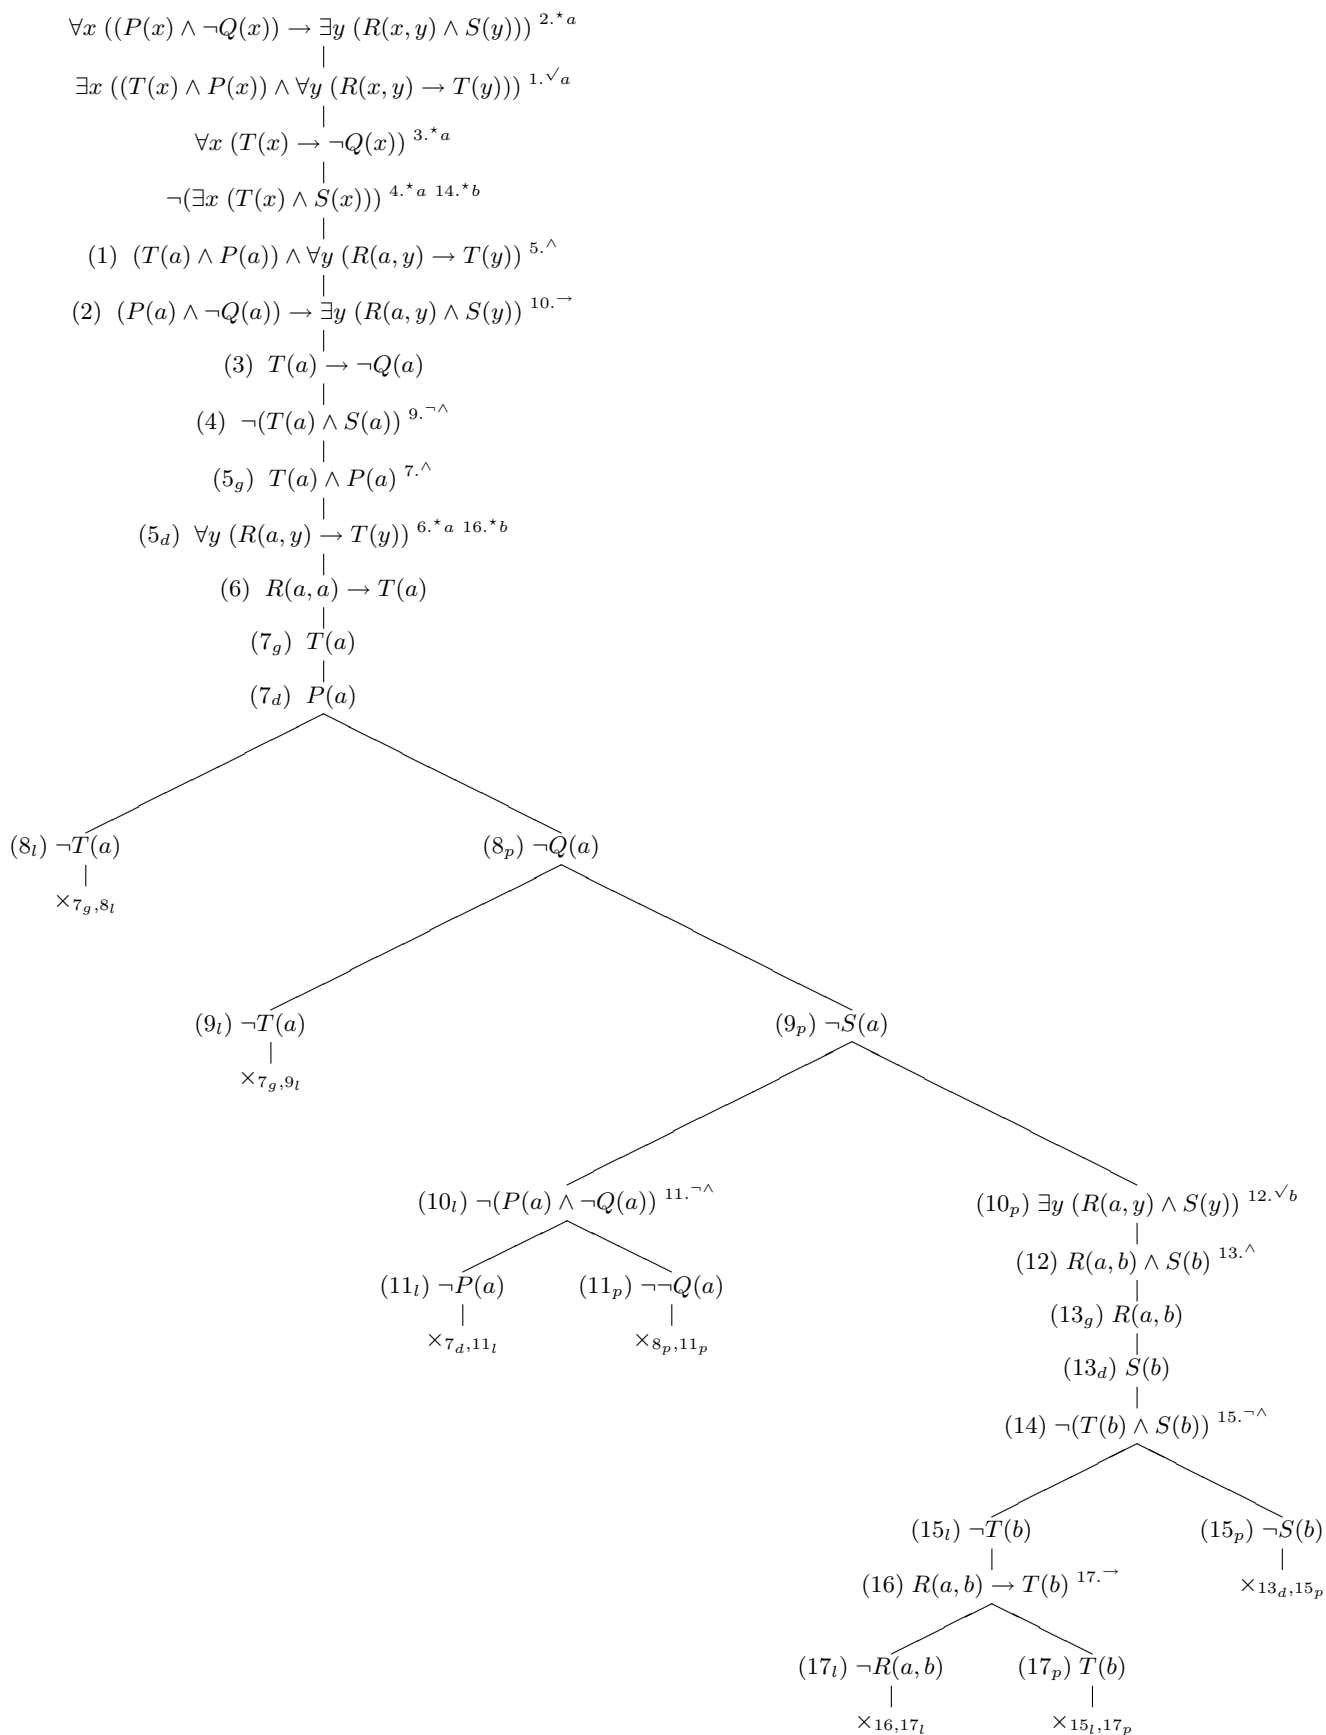 ∀x ((P(x) ∧ ¬Q(x)) → ∃y (R(x, y) ∧ S(y))) 2.⋆a
∃x ((T(x) ∧ P(x)) ∧ ∀y (R(x, y) → T(y))) 1.√a
∀x (T(x) → ¬Q(x)) 3.⋆a
¬(∃x (T(x) ∧ S(x))) 4.⋆a 14.⋆b
(1) (T(a) ∧ P(a)) ∧ ∀y (R(a, y) → T(y)) 5.∧
(2) (P(a) ∧ ¬Q(a)) → ∃y (R(a, y) ∧ S(y)) 10.→
(3) T(a) → ¬Q(a)
(4) ¬(T(a) ∧ S(a)) 9.¬∧
(5g) T(a) ∧ P(a) 7.∧
(5d) ∀y (R(a, y) → T(y)) 6.⋆a 16.⋆b
(6) R(a, a) → T(a)
(7g) T(a)
(7d) P(a)
(8l) ¬T(a) (8p) ¬Q(a)
×7g,8l
(9l) ¬T(a) (9p) ¬S(a)
×7g,9l
(10l) ¬(P(a) ∧ ¬Q(a)) 11.¬∧ (10p) ∃y (R(a, y) ∧ S(y)) 12.√b
(12) R(a, b) ∧ S(b) 13.∧
(11l) ¬P(a) (11p) ¬¬Q(a)
(13g) R(a, b)
×7d,11l ×8p,11p
(13d) S(b)
(14) ¬(T(b) ∧ S(b)) 15.¬∧
(15l) ¬T(b) (15p) ¬S(b)
(16) R(a, b) → T(b) 17.→ ×13d,15p
(17l) ¬R(a, b) (17p) T(b)
×16,17l ×15l,17p